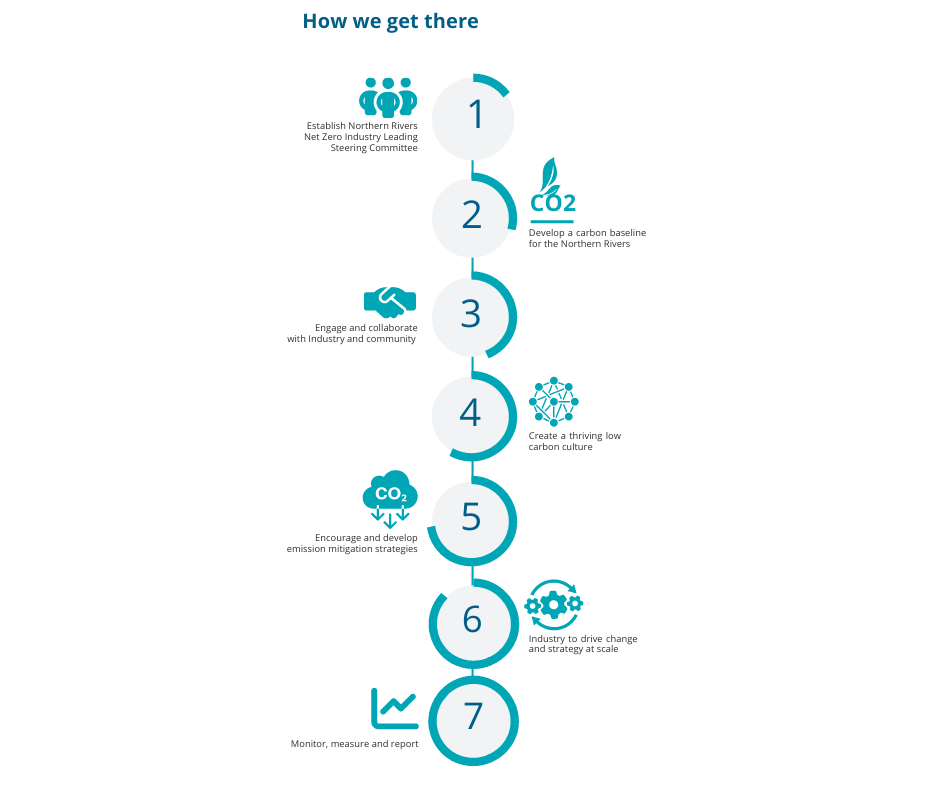 How we get there
1
Establish Northern Rivers
Net Zero Industry Leading
Steering Committee
2
CO2
Develop a carbon baseline
for the Northern Rivers
3
Engage and collaborate
with Industry and community
4
Create a thriving low
carbon culture
5
CO2
Encourage and develop
emission mitigation strategies
6
Industry to drive change
and strategy at scale
7
Monitor, measure and report